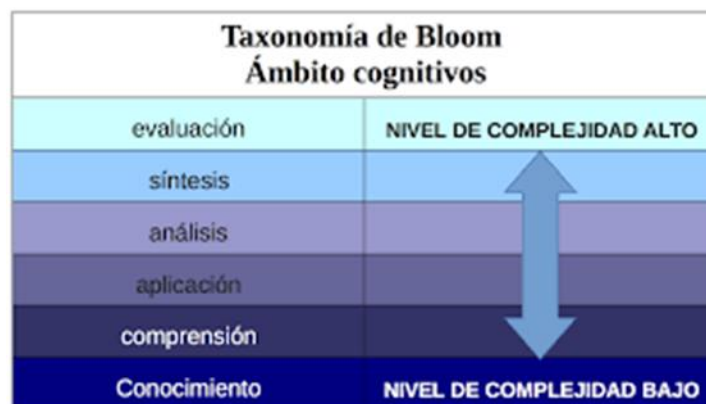 Taxonomía de Bloom
Ámbito cognitivos
evaluación NIVEL DE COMPLEJIDAD ALTO
síntesis
análisis
aplicación
comprensión
Conocimiento NIVEL DE COMPLEJIDAD BAJO